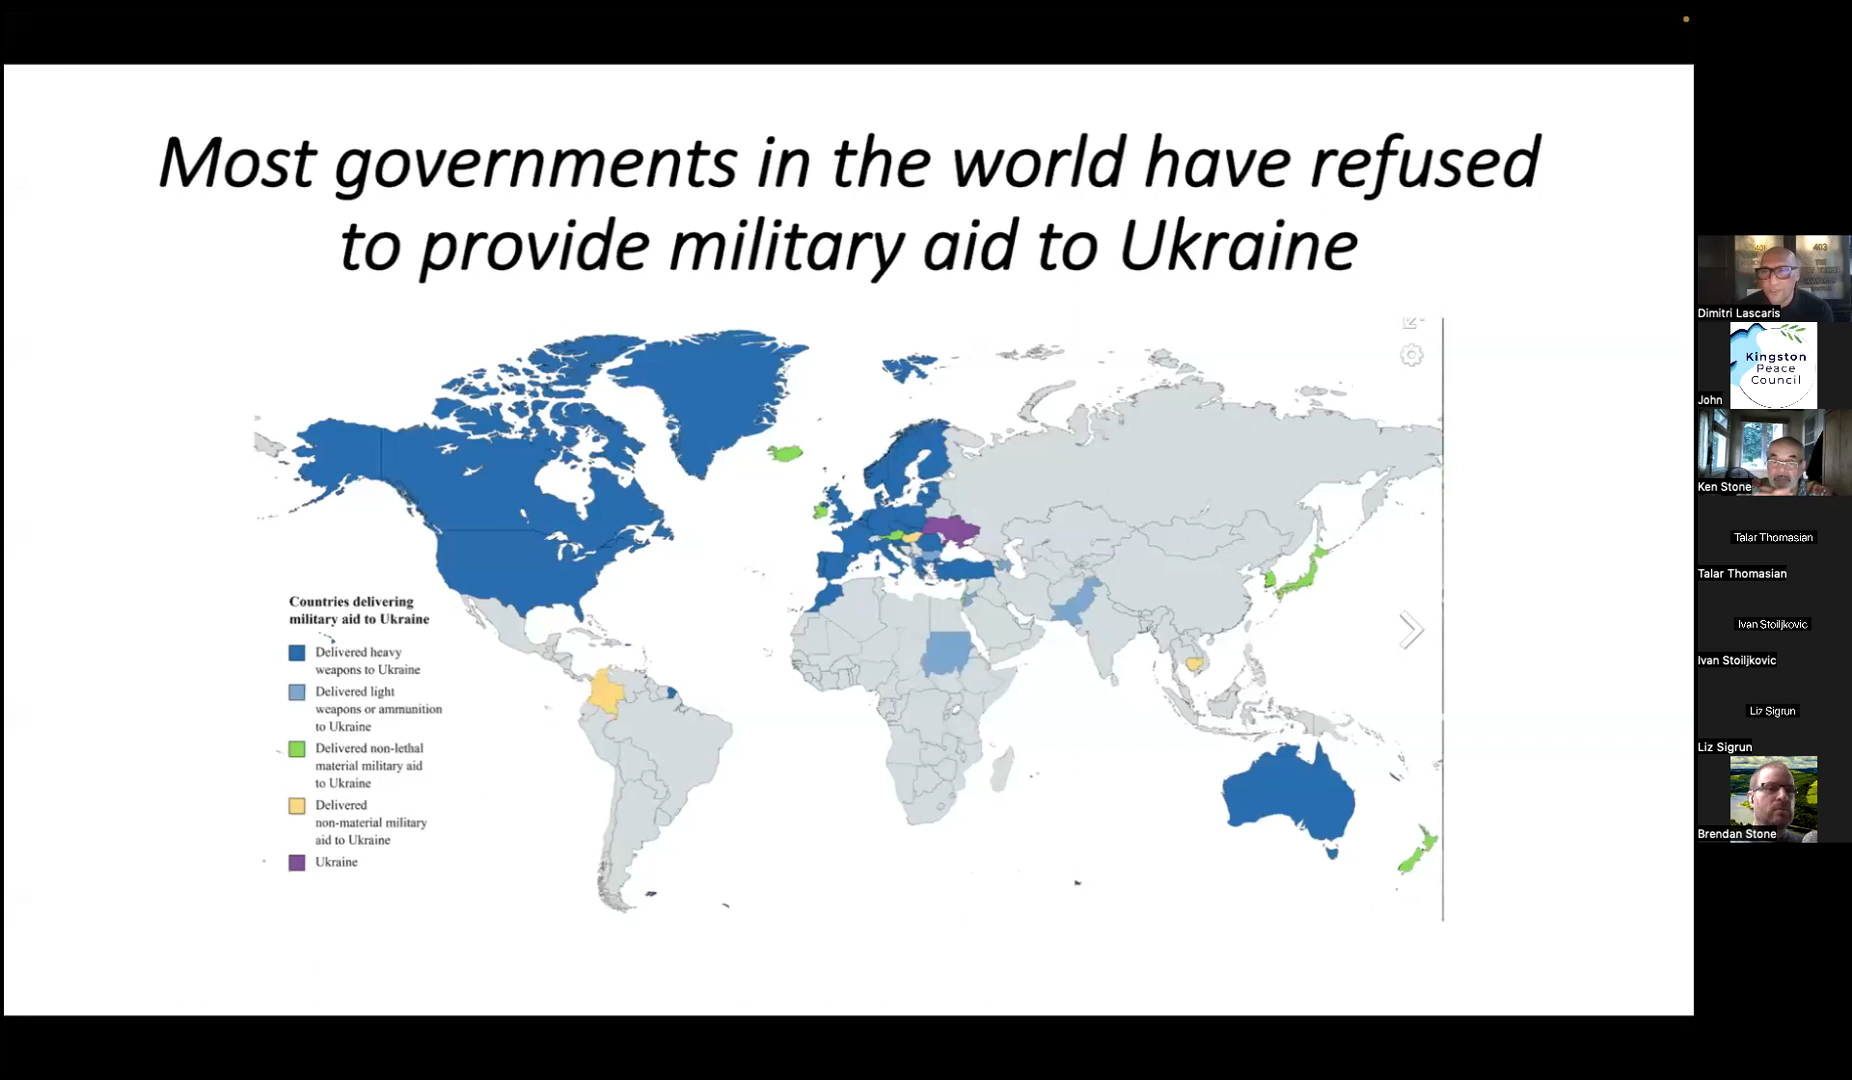 Most governments in the world have refused
to provide military aid to Ukraine
Countries delivering
military aid to Ukraine
Delivered heavy
weapons to Ukraine
Delivered light
weapons or ammunition
to Ukraine
Delivered non-lethal
material military aid
to Ukraine
Delivered
non-material military
aid to Ukraine
Ukraine
403
Dimitri Lascaris
Kingston
Peace
Council
John
Ken Stone
Talar Thomasian
Talar Thomasian
Ivan Stoiljkovic
Ivan Stoiljkovic
Liz Sigrun
Liz Sigrun
Brendan Stone